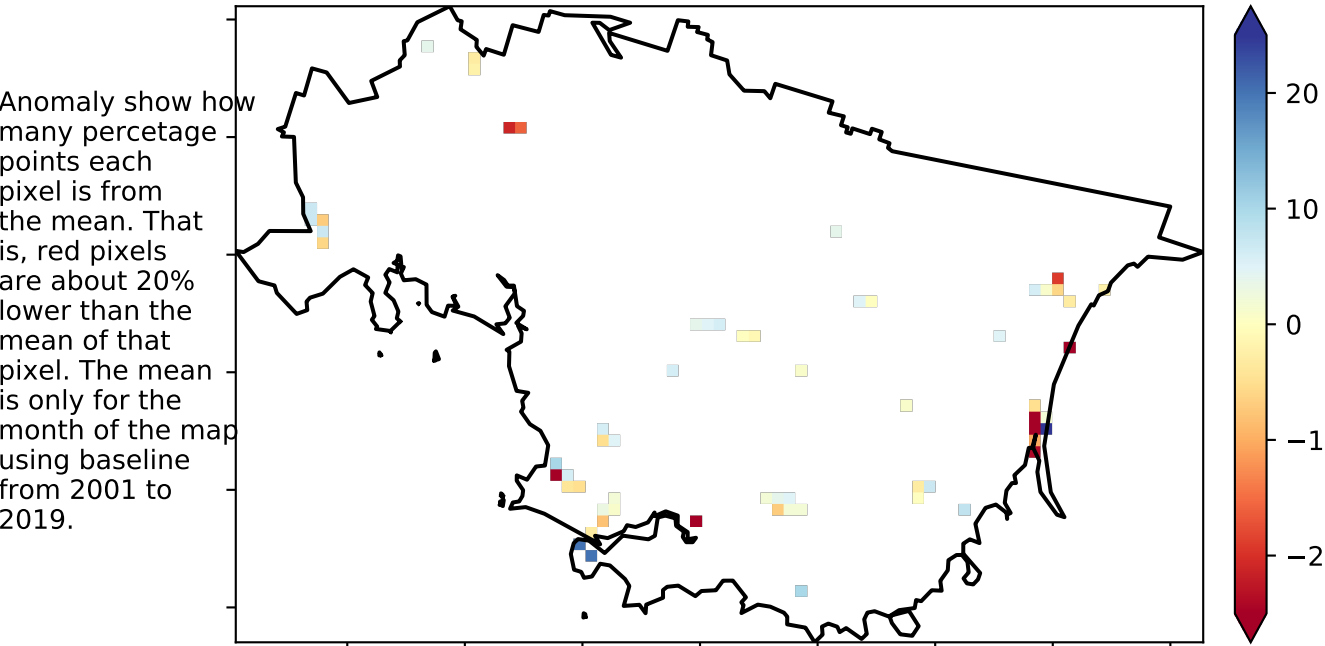 Anomaly show how
many percetage
points each
pixel is from
the mean. That
is, red pixels
are about 20%
lower than the
mean of that
pixel. The mean
is only for the
month of the map
using baseline
from 2001 to
2019.
20
10
0
−1
−2